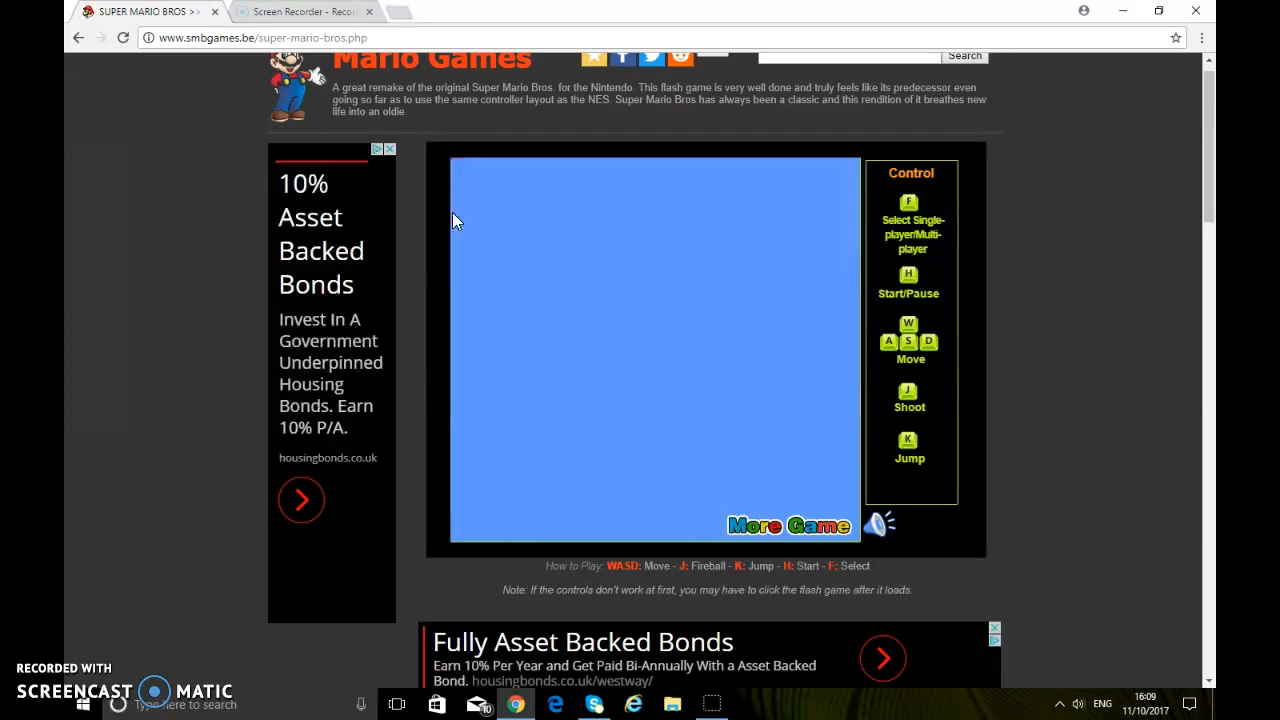 SUPER MARIO BROS >>
Screen Recorder - Recor
www.smbgames.be/super-mario-bros.php
Mario Games
Search
A great remake of the original Super Mario Bros. for the Nintendo. This flash game is very well done and truly feels like its predecessor even
going so far as to use the same controller layout as the NES. Super Mario Bros has always been a classic and this rendition of it breathes new
life into an oldie.
10%
Asset
Backed
Bonds
Invest In A
Government
Underpinned
Housing
Bonds. Earn
10% P/A.
housingbonds.co.uk
Control
F
Select Single-
player/Multi-
player
H
Start/Pause
W
A S D
Move
J
Shoot
K
Jump
More Game
How to Play: WASD: Move - J: Fireball - K: Jump - H: Start - F: Select
Note: If the controls don't work at first, you may have to click the flash game after it loads.
Fully Asset Backed Bonds
Earn 10% Per Year and Get Paid Bi-Annually With a Asset Backed
Bond. housingbonds.co.uk/westway/
RECORDED WITH
SCREENCAST MATIC
Type here to search
10
ENG
16:09
11/10/2017